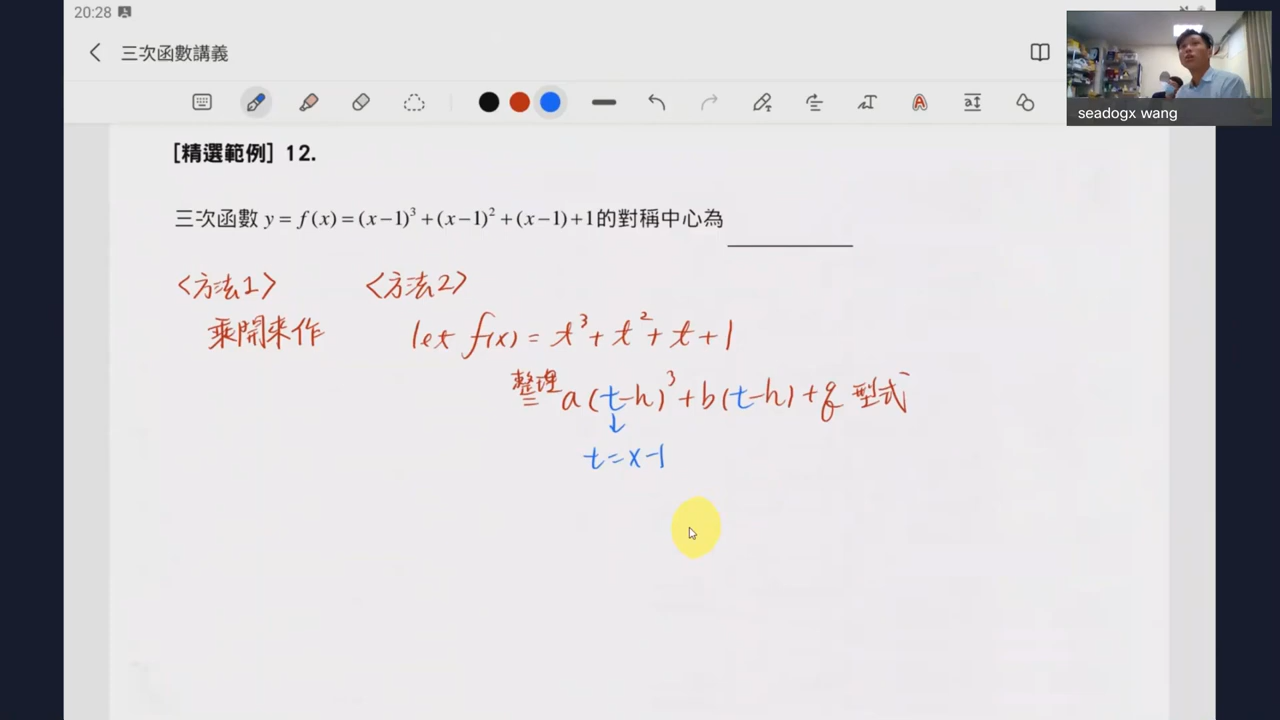 20:28
三次函數講義
seadogx wang
[精選範例] 12.
三次函數 y = f(x) = (x−1)³ + (x−1)² + (x−1) + 1的對稱中心為
<方法1> <方法2>
乘開來作 let f(x) = t³ + t² + t + 1
整理
= a(t−h)³ + b(t−h) + q 型式
↓
t = x−1